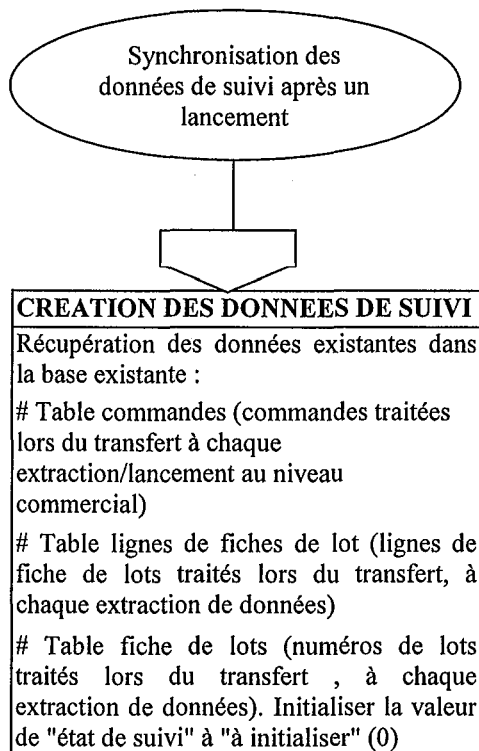 Synchronisation des
données de suivi après un
lancement
CREATION DES DONNEES DE SUIVI
Récupération des données existantes dans
la base existante :
# Table commandes (commandes traitées
lors du transfert à chaque
extraction/lancement au niveau
commercial)
# Table lignes de fiches de lot (lignes de
fiche de lots traités lors du transfert, à
chaque extraction de données)
# Table fiche de lots (numéros de lots
traités lors du transfert , à chaque
extraction de données). Initialiser la valeur
de "état de suivi" à "à initialiser" (0)